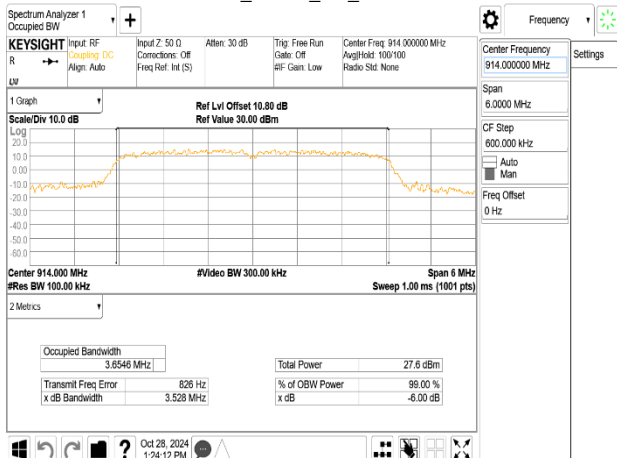 Spectrum Analyzer 1
Occupied BW
Frequency
KEYSIGHT
R
LXI
Input: RF
Coupling: DC
Align: Auto
Input Z: 50 Ω
Corrections: Off
Freq Ref: Int (S)
Atten: 30 dB
Trig: Free Run
Gate: Off
#IF Gain: Low
Center Freq: 914.000000 MHz
Avg|Hold: 100/100
Radio Std: None
Center Frequency
914.000000 MHz
Settings
Span
6.0000 MHz
CF Step
600.000 kHz
Auto
Man
Freq Offset
0 Hz
1 Graph
Scale/Div 10.0 dB
Ref Lvl Offset 10.80 dB
Ref Value 30.00 dBm
Log
20.0
10.0
0.00
-10.0
-20.0
-30.0
-40.0
-50.0
-60.0
Center 914.000 MHz
#Video BW 300.00 kHz
Span 6 MHz
#Res BW 100.00 kHz
Sweep 1.00 ms (1001 pts)
2 Metrics
Occupied Bandwidth
3.6546 MHz
Total Power 27.6 dBm
Transmit Freq Error 826 Hz
% of OBW Power 99.00 %
x dB Bandwidth 3.528 MHz
x dB -6.00 dB
?
Oct 28, 2024
1:24:12 PM